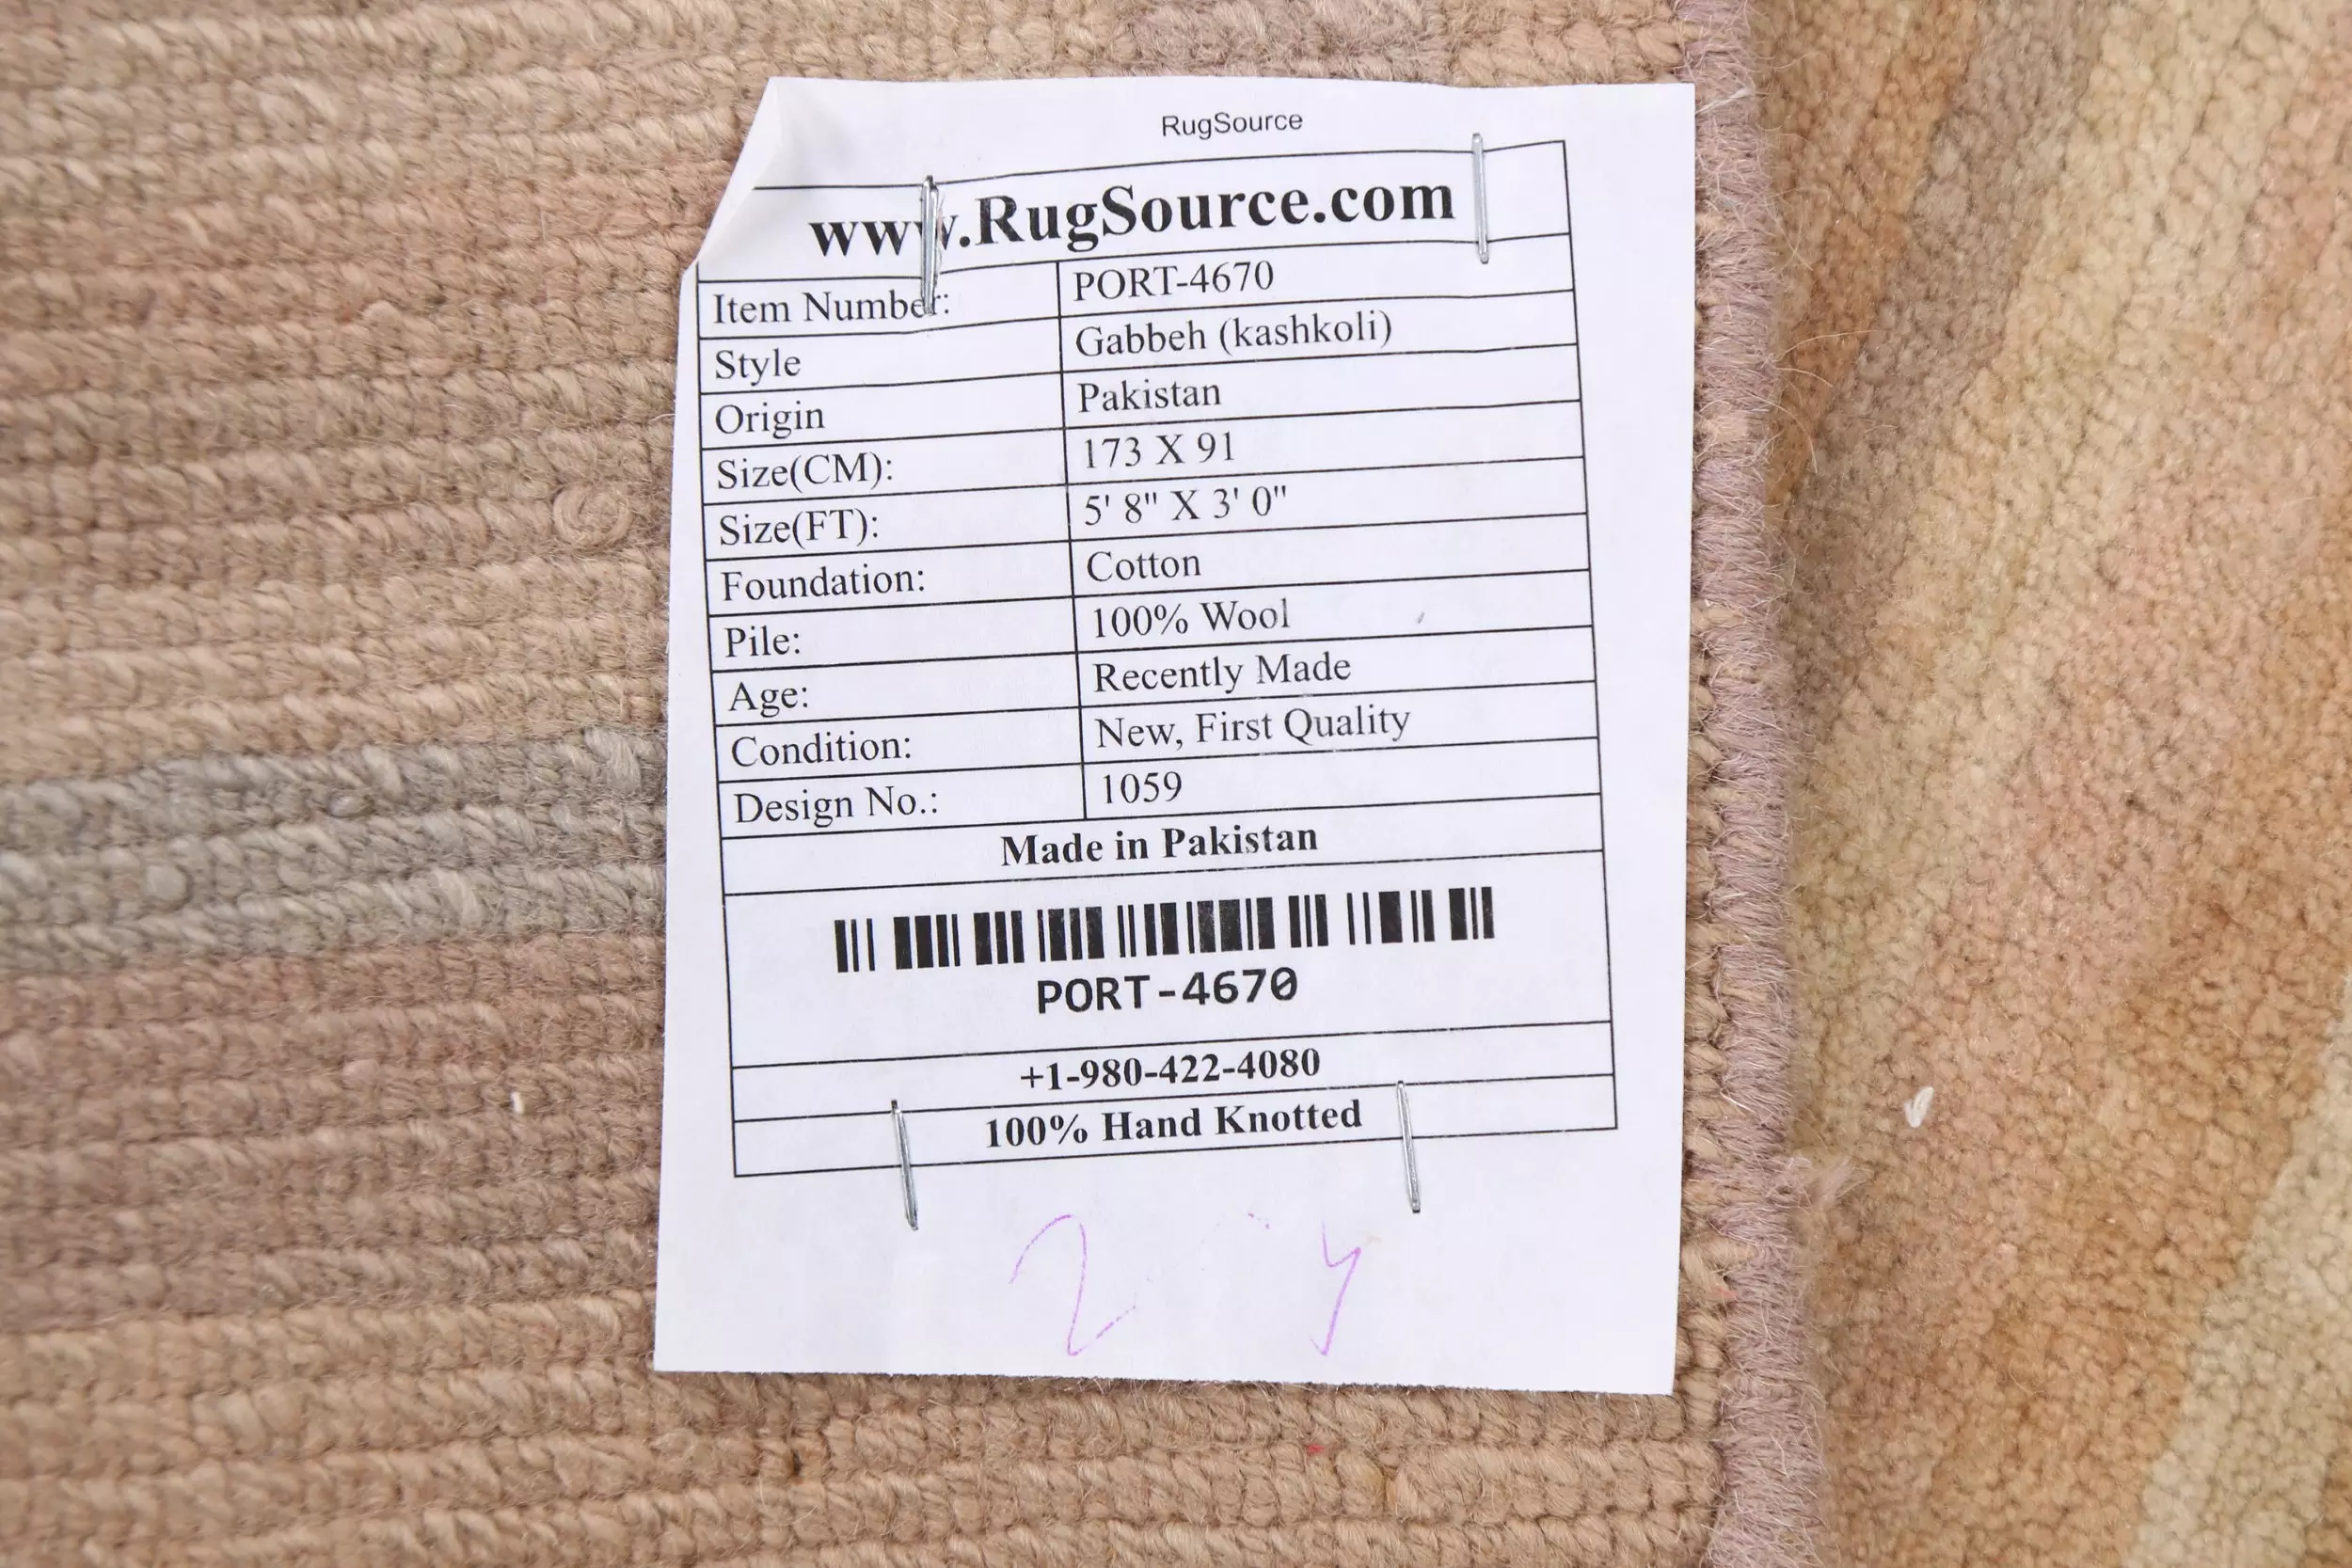 RugSource
www.RugSource.com
Item Number: PORT-4670
Style Gabbeh (kashkoli)
Origin Pakistan
Size(CM): 173 X 91
Size(FT): 5' 8" X 3' 0"
Foundation: Cotton
Pile: 100% Wool
Age: Recently Made
Condition: New, First Quality
Design No.: 1059
Made in Pakistan
PORT-4670
+1-980-422-4080
100% Hand Knotted